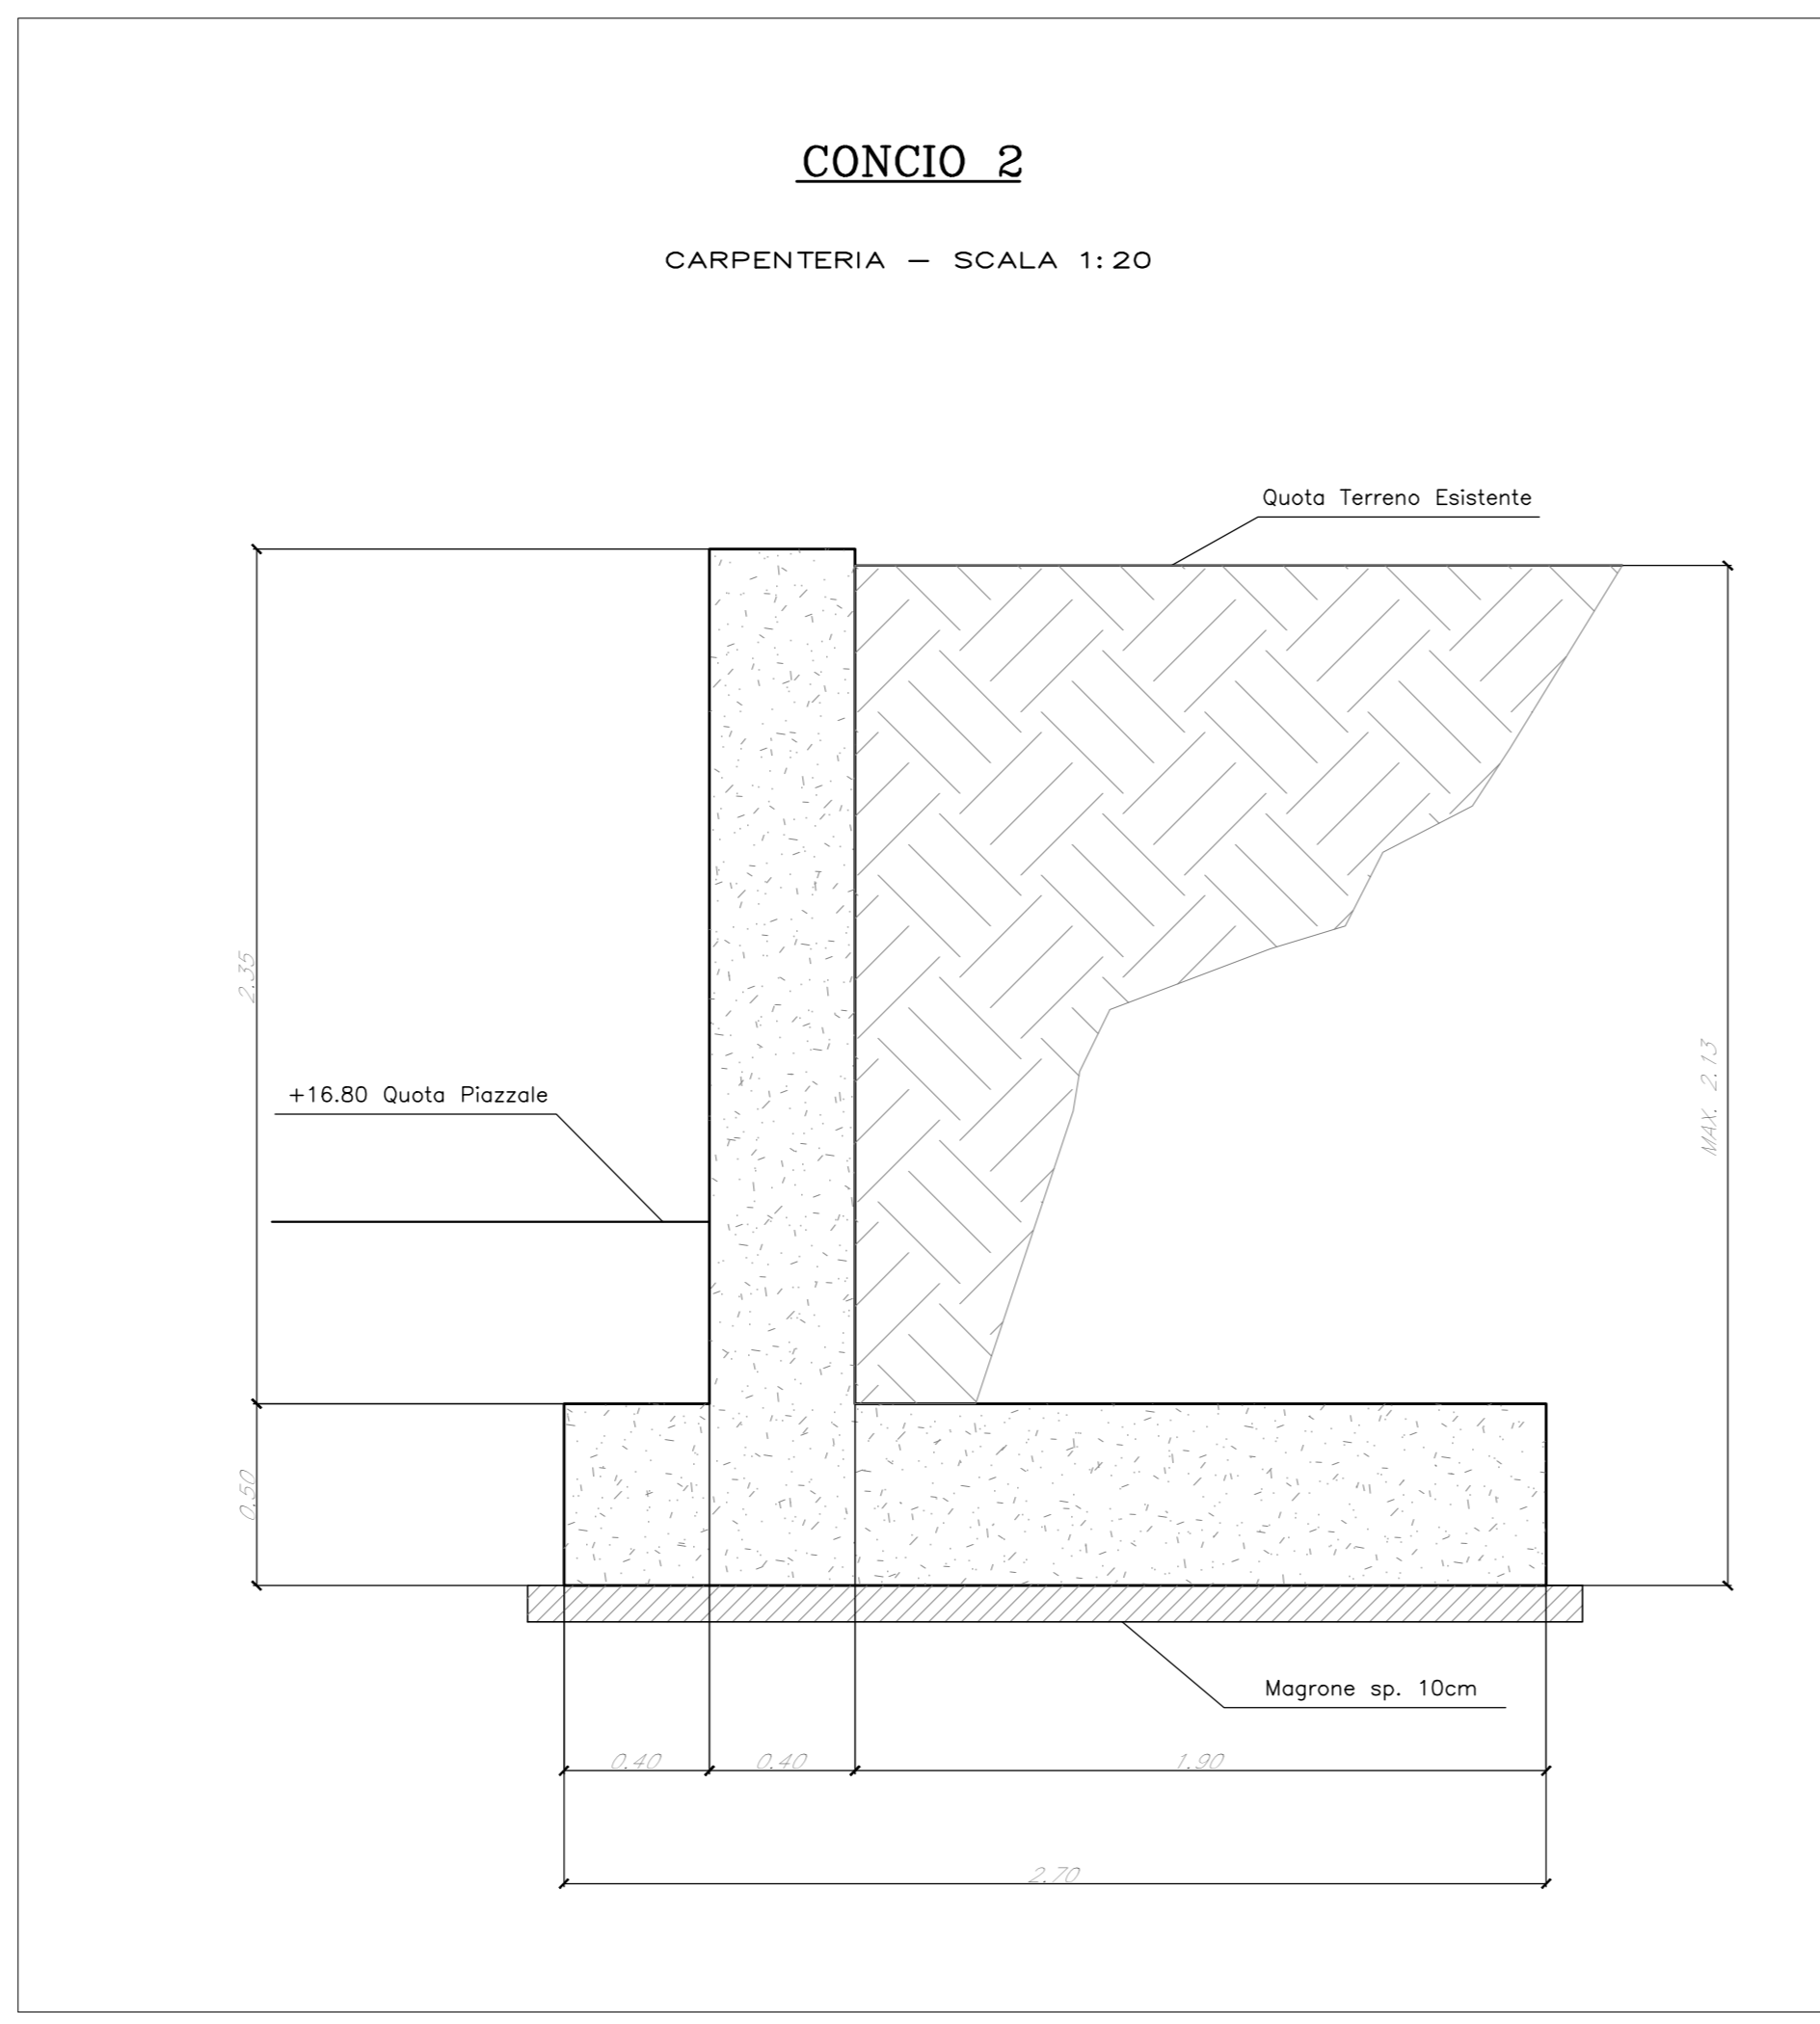 CONCIO 2
CARPENTERIA – SCALA 1:20
Quota Terreno Esistente
2.35
+16.80 Quota Piazzale
MAX. 2.13
0.50
Magrone sp. 10cm
0.40 0.40 1.90
2.70